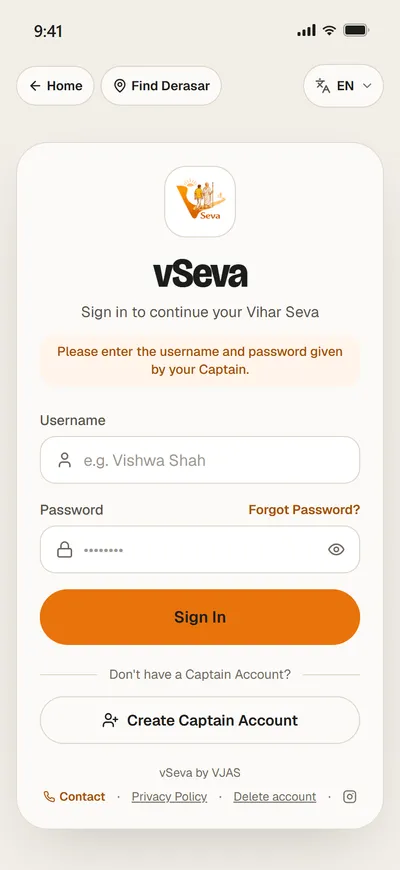 9:41
Home
Find Derasar
EN
Seva
vSeva
Sign in to continue your Vihar Seva
Please enter the username and password given
by your Captain.
Username
e.g. Vishwa Shah
Password Forgot Password?
••••••••
Sign In
Don't have a Captain Account?
Create Captain Account
vSeva by VJAS
Contact · Privacy Policy · Delete account ·